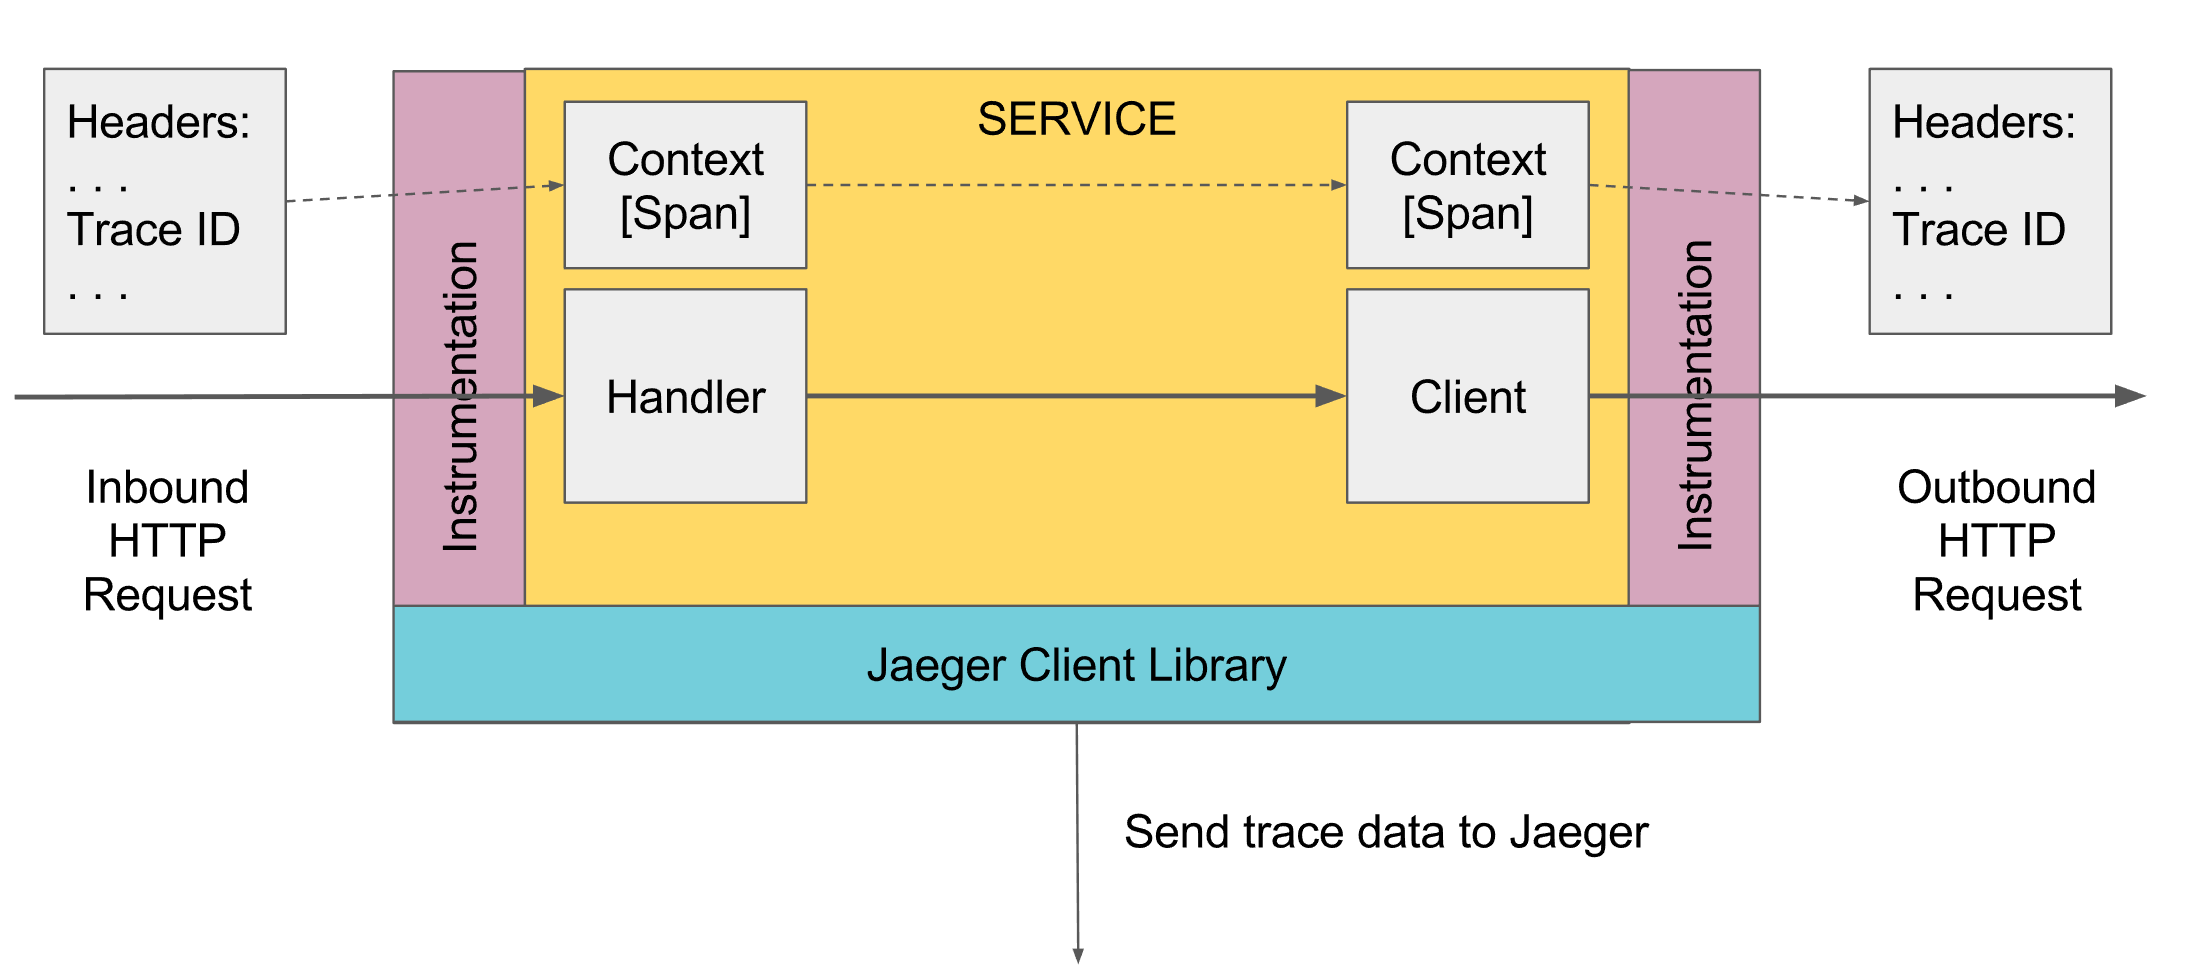 Headers:
. . .
Trace ID
. . .
Instrumentation
SERVICE
Context
[Span]
Handler
Context
[Span]
Client
Instrumentation
Headers:
. . .
Trace ID
. . .
Inbound
HTTP
Request
Outbound
HTTP
Request
Jaeger Client Library
Send trace data to Jaeger